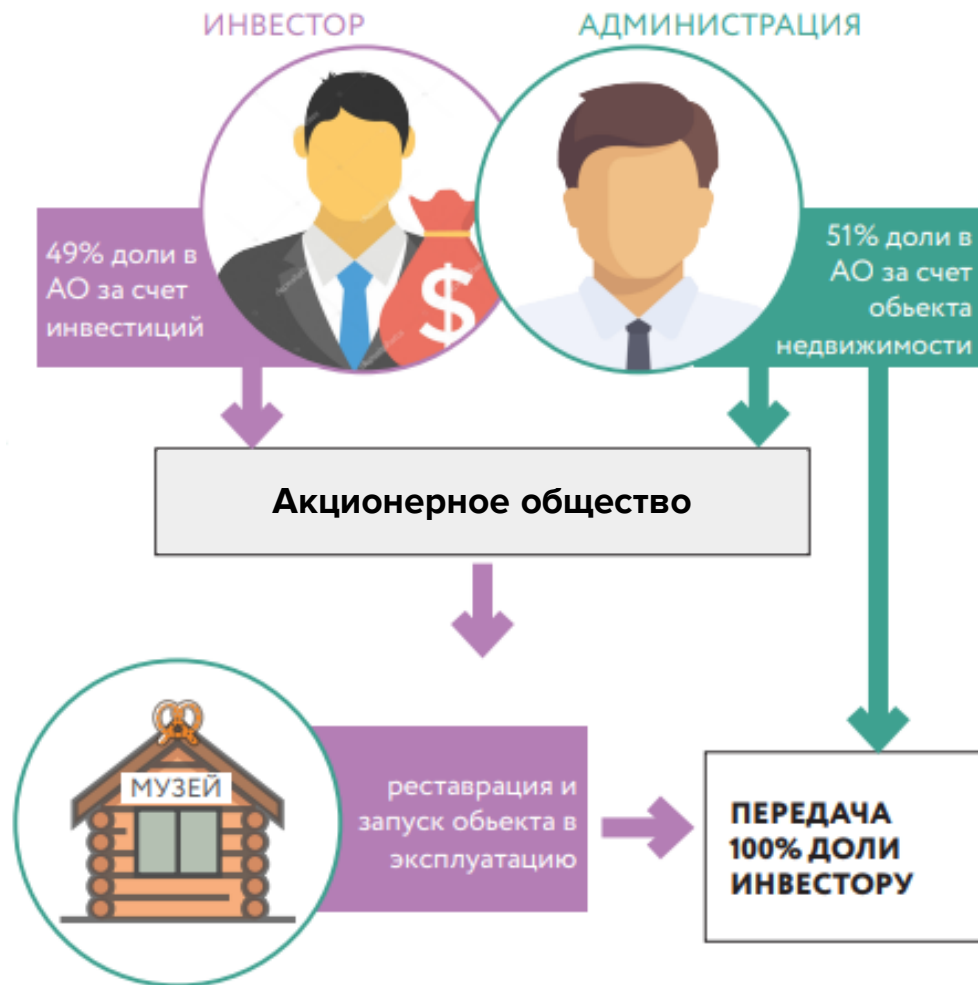 ИНВЕСТОР
АДМИНИСТРАЦИЯ
49% доли в
АО за счет
инвестиций
$
51% доли в
АО за счет
обьекта
недвижимости
Акционерное общество
МУЗЕЙ
реставрация и
запуск обьекта в
эксплуатацию
ПЕРЕДАЧА
100% ДОЛИ
ИНВЕСТОРУ